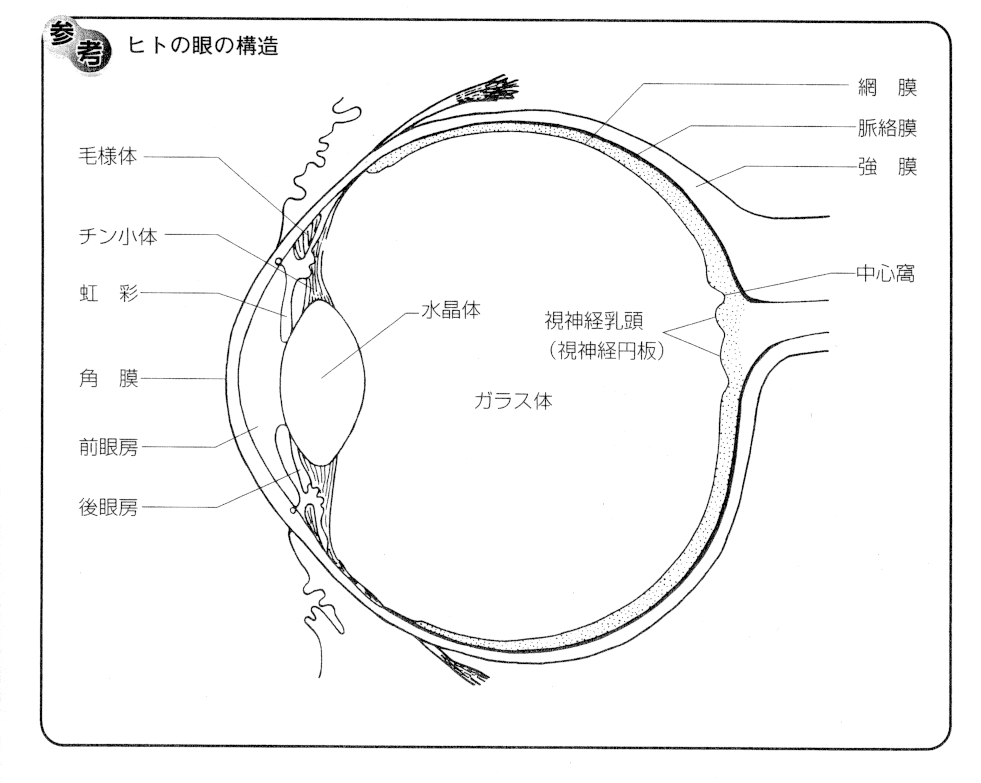 参考
ヒトの眼の構造
毛様体
チン小体
虹彩
角膜
前眼房
後眼房
水晶体
ガラス体
網膜
脈絡膜
強膜
中心窩
視神経乳頭
（視神経円板）